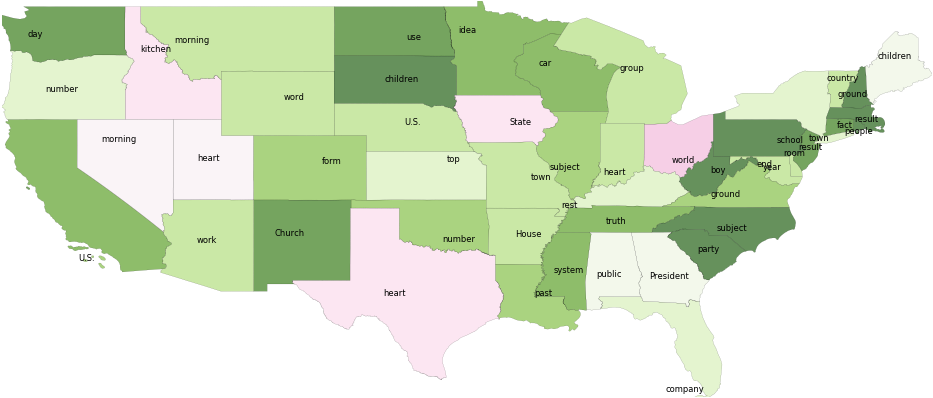 idea
day
use
morning
kitchen
children
car
group
children
country
number
word
ground
U.S.
State
result
fact
people
morning
school
town
result
room
heart
form
top
world
end
year
subject
boy
heart
town
ground
rest
truth
subject
Church
House
work
number
party
U.S.
system
public
President
heart
past
company